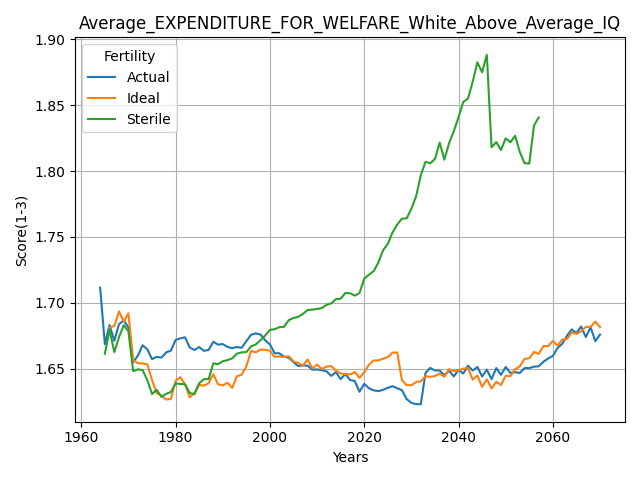 Average_EXPENDITURE_FOR_WELFARE_White_Above_Average_IQ
Fertility
Actual
Ideal
Sterile
Score(1-3)
1.90
1.85
1.80
1.75
1.70
1.65
1960
1980
2000
2020
2040
2060
Years